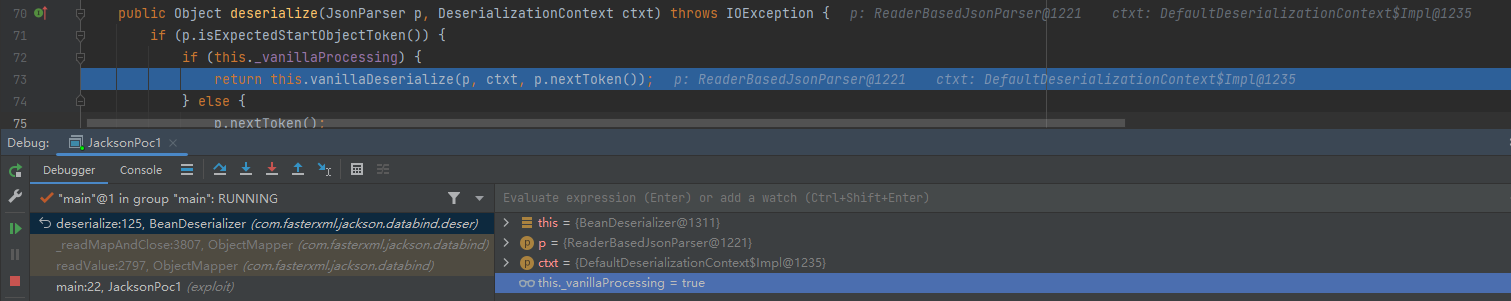 70 public Object deserialize(JsonParser p, DeserializationContext ctxt) throws IOException { p: ReaderBasedJsonParser@1221 ctxt: DefaultDeserializationContext$Impl@1235
71 if (p.isExpectedStartObjectToken()) {
72 if (this._vanillaProcessing) {
73 return this.vanillaDeserialize(p, ctxt, p.nextToken()); p: ReaderBasedJsonParser@1221 ctxt: DefaultDeserializationContext$Impl@1235
74 } else {
75 p.nextToken();
Debug: JacksonPoc1
Debugger Console
"main"@1 in group "main": RUNNING
Evaluate expression (Enter) or add a watch (Ctrl+Shift+Enter)
deserialize:125, BeanDeserializer (com.fasterxml.jackson.databind.deser)
_readMapAndClose:3807, ObjectMapper (com.fasterxml.jackson.databind)
readValue:2797, ObjectMapper (com.fasterxml.jackson.databind)
main:22, JacksonPoc1 (exploit)
this = {BeanDeserializer@1311}
p p = {ReaderBasedJsonParser@1221}
p ctxt = {DefaultDeserializationContext$Impl@1235}
this._vanillaProcessing = true